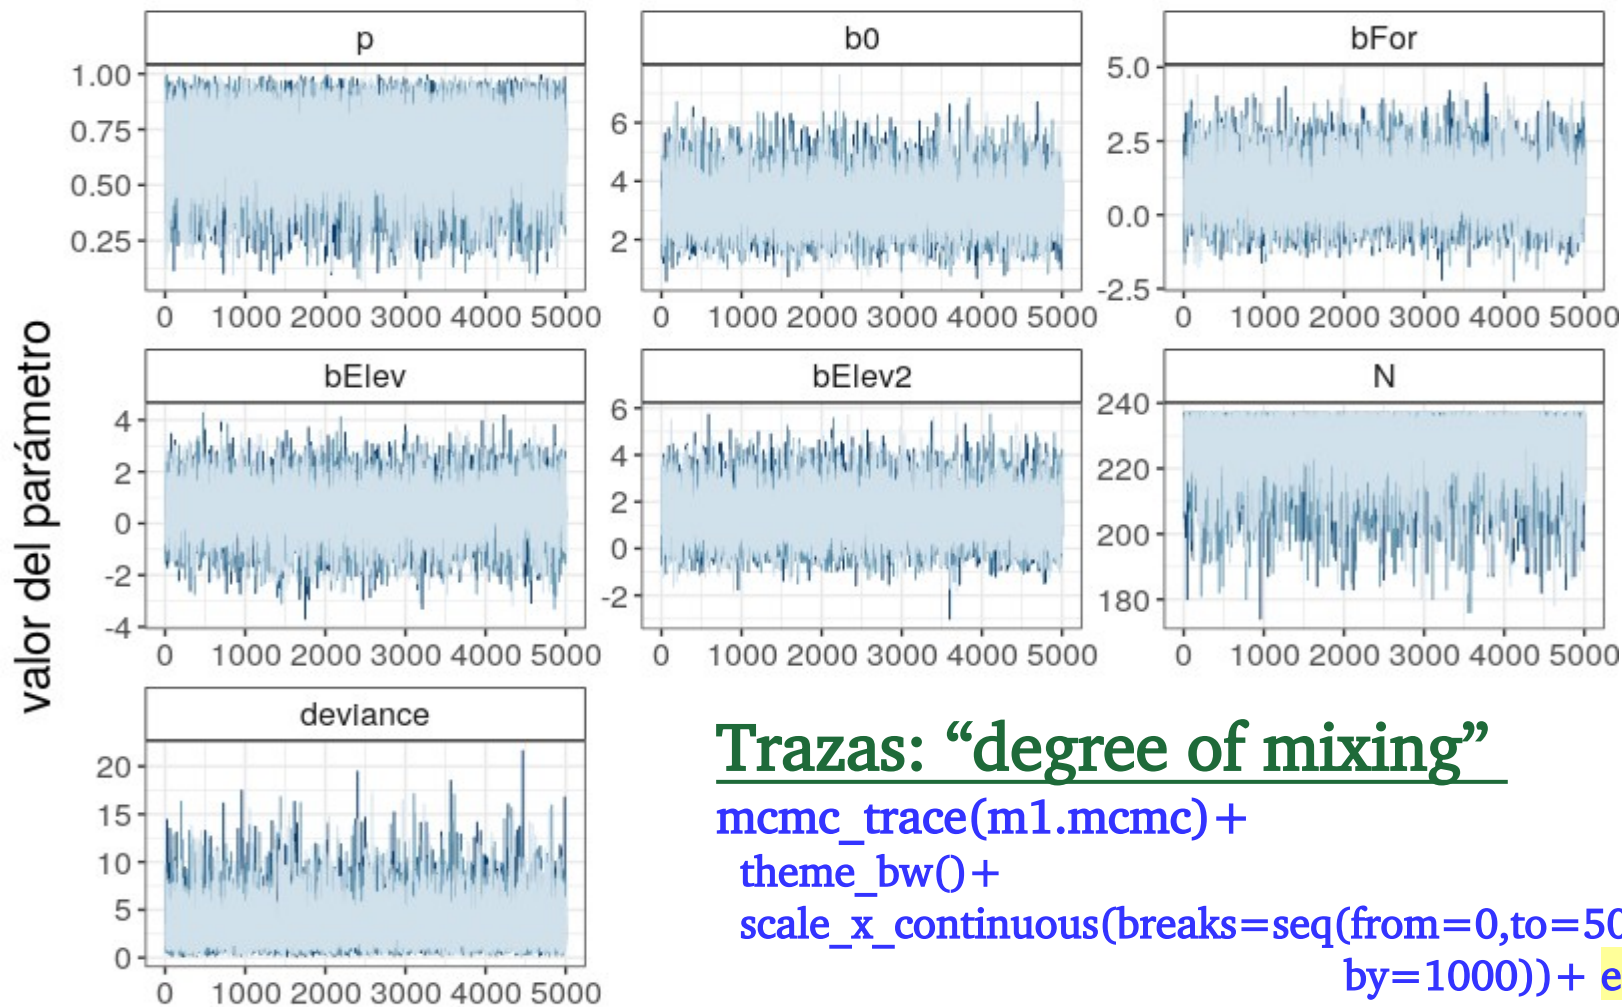 p
b0
bFor
1.00
0.75
0.50
0.25
0 1000 2000 3000 4000 5000
6
4
2
0 1000 2000 3000 4000 5000
5.0
2.5
0.0
-2.5
0 1000 2000 3000 4000 5000
valor del parámetro
bElev
bElev2
N
4
2
0
-2
-4
0 1000 2000 3000 4000 5000
6
4
2
0
-2
0 1000 2000 3000 4000 5000
240
220
200
180
0 1000 2000 3000 4000 5000
deviance
20
15
10
5
0
0 1000 2000 3000 4000 5000
Trazas: “degree of mixing”
mcmc_trace(m1.mcmc)+
theme_bw()+
scale_x_continuous(breaks=seq(from=0,to=50
by=1000))+ e